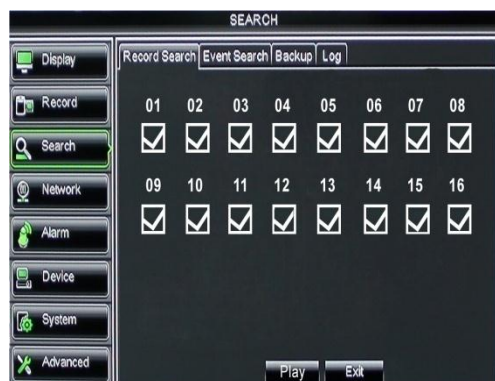 SEARCH
Display
Record
Search
Network
Alarm
Device
System
Advanced
Record Search Event Search Backup Log
01 02 03 04 05 06 07 08
09 10 11 12 13 14 15 16
Play Exit